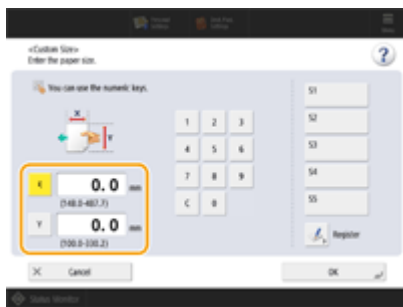 <Custom Size>
Enter the paper size.
You can use the numeric keys.
X
Y
X 0.0 mm
(148.0-487.7)
Y 0.0 mm
(100.0-330.2)
1 2 3
4 5 6
7 8 9
C 0
S1
S2
S3
S4
S5
Register
Cancel
OK
Status Monitor